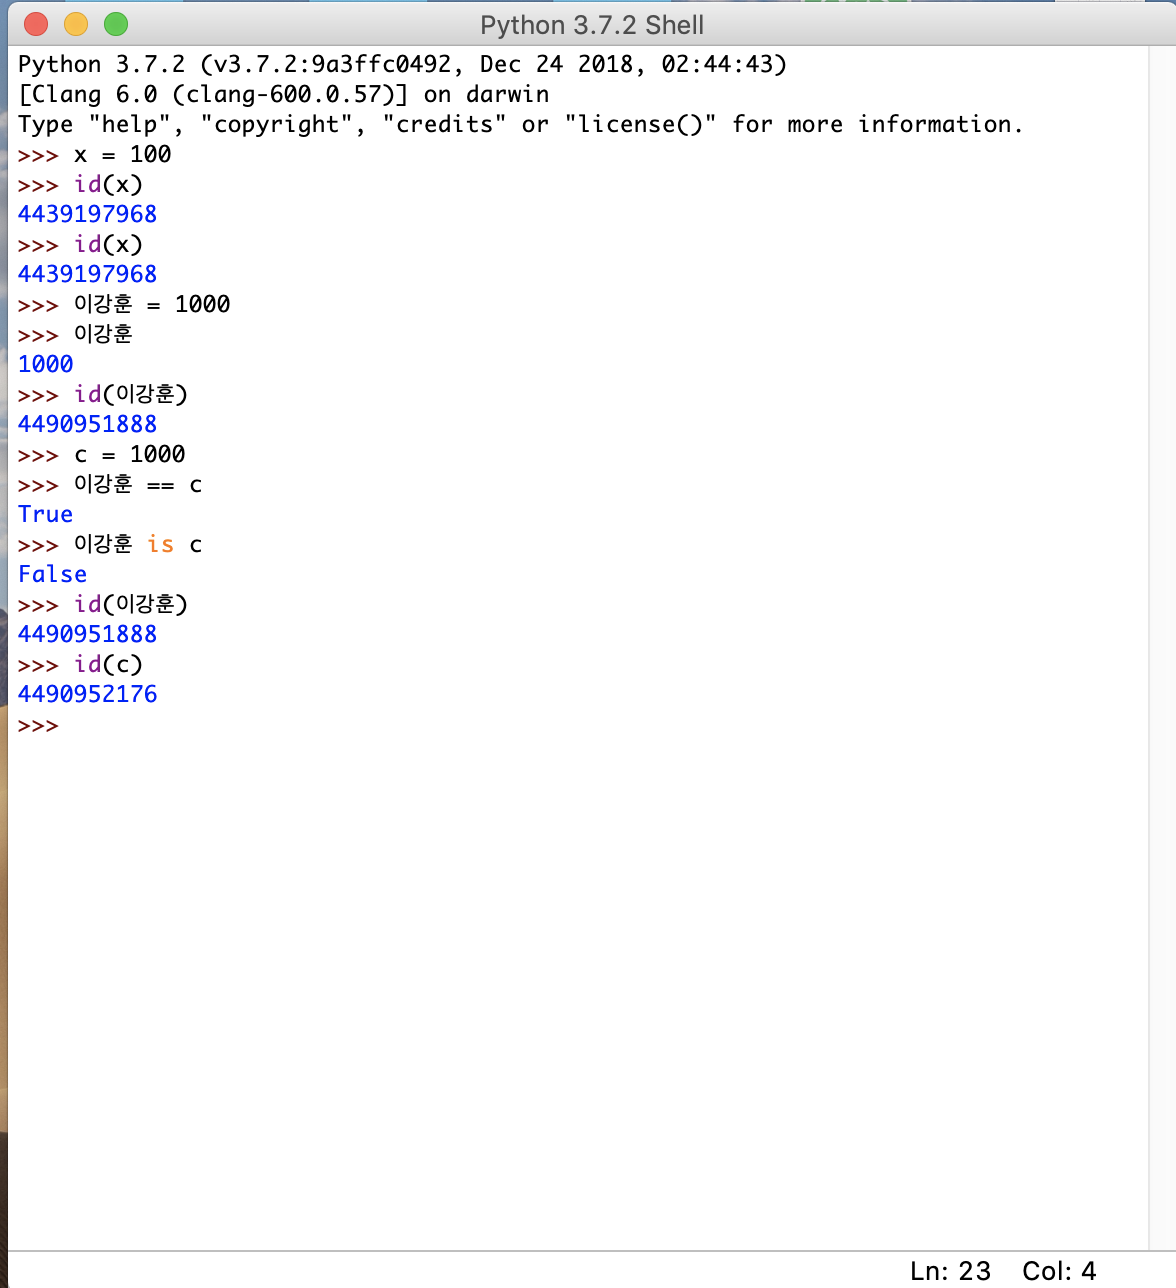 Python 3.7.2 Shell
Python 3.7.2 (v3.7.2:9a3ffc0492, Dec 24 2018, 02:44:43)
[Clang 6.0 (clang-600.0.57)] on darwin
Type "help", "copyright", "credits" or "license()" for more information.
>>> x = 100
>>> id(x)
4439197968
>>> id(x)
4439197968
>>> 이강훈 = 1000
>>> 이강훈
1000
>>> id(이강훈)
4490951888
>>> c = 1000
>>> 이강훈 == c
True
>>> 이강훈 is c
False
>>> id(이강훈)
4490951888
>>> id(c)
4490952176
>>>
Ln: 23 Col: 4